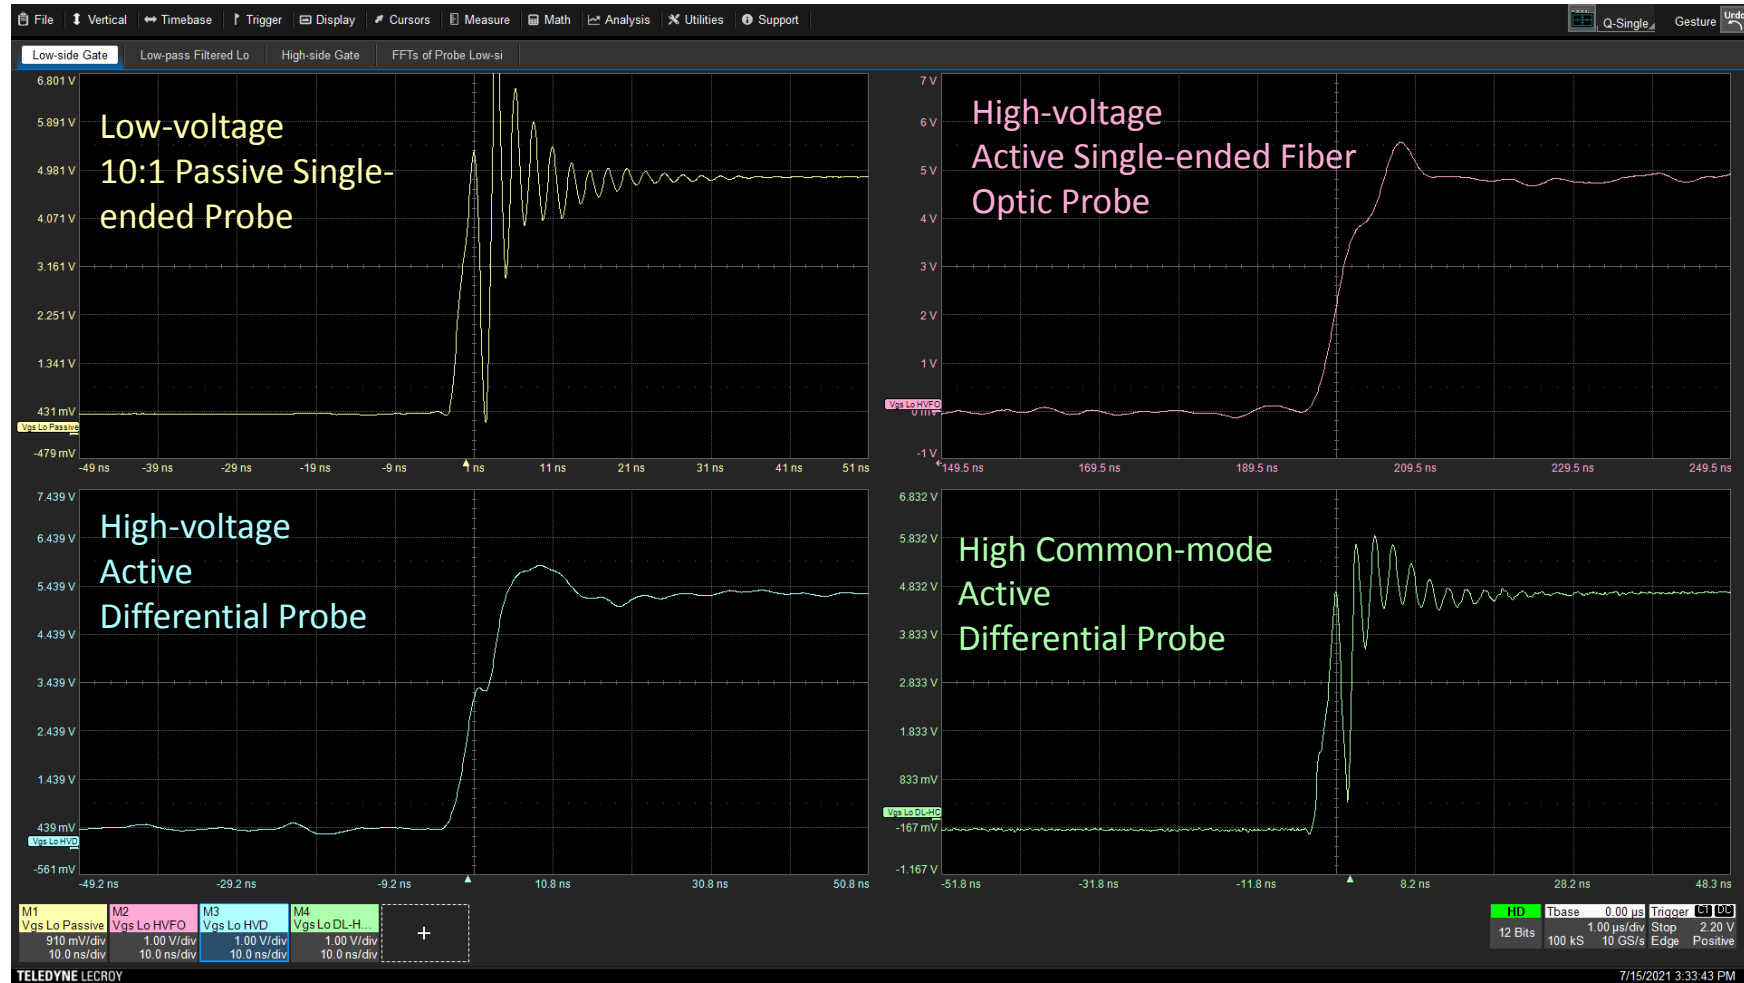 File Vertical Timebase Trigger Display Cursors Measure Math Analysis Utilities Support Q-Single Gesture Undo
Low-side Gate Low-pass Filtered Lo High-side Gate FFTs of Probe Low-si
6.801 V
5.891 V
4.981 V
4.071 V
3.161 V
2.251 V
1.341 V
431 mV
Vgs Lo Passive
-479 mV
Low-voltage
10:1 Passive Single-
ended Probe
-49 ns -39 ns -29 ns -19 ns -9 ns 1 ns 11 ns 21 ns 31 ns 41 ns 51 ns
7 V
6 V
5 V
4 V
3 V
2 V
1 V
Vgs Lo HVFO
0 mV
-1 V
High-voltage
Active Single-ended Fiber
Optic Probe
149.5 ns 169.5 ns 189.5 ns 209.5 ns 229.5 ns 249.5 ns
7.439 V
6.439 V
5.439 V
4.439 V
3.439 V
2.439 V
1.439 V
439 mV
Vgs Lo HVD
-561 mV
High-voltage
Active
Differential Probe
-49.2 ns -29.2 ns -9.2 ns 10.8 ns 30.8 ns 50.8 ns
6.832 V
5.832 V
4.832 V
3.833 V
2.833 V
1.833 V
833 mV
Vgs Lo DL-HC
-167 mV
-1.167 V
High Common-mode
Active
Differential Probe
-51.8 ns -31.8 ns -11.8 ns 8.2 ns 28.2 ns 48.3 ns
M1 M2 M3 M4
Vgs Lo Passive Vgs Lo HVFO Vgs Lo HVD Vgs Lo DL-H...
910 mV/div 1.00 V/div 1.00 V/div 1.00 V/div
10.0 ns/div 10.0 ns/div 10.0 ns/div 10.0 ns/div
+
HD Tbase 0.00 µs Trigger C1 DC
12 Bits 1.00 µs/div Stop 2.20 V
100 kS 10 GS/s Edge Positive
TELEDYNE LECROY 7/15/2021 3:33:43 PM